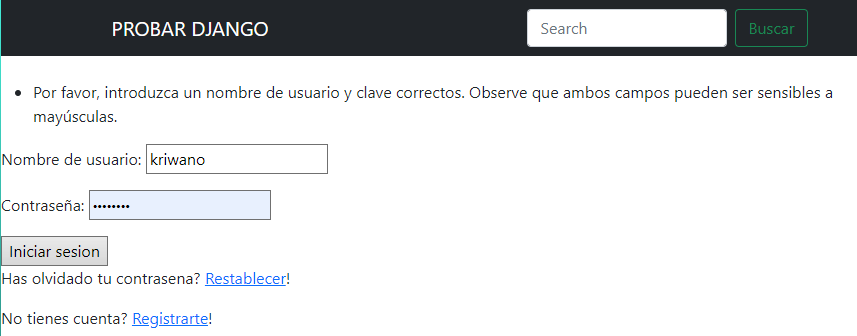 PROBAR DJANGO
Search
Buscar
Por favor, introduzca un nombre de usuario y clave correctos. Observe que ambos campos pueden ser sensibles a
mayúsculas.
Nombre de usuario: kriwano
Contraseña: ••••••••
Iniciar sesion
Has olvidado tu contrasena? Restablecer!
No tienes cuenta? Registrarte!